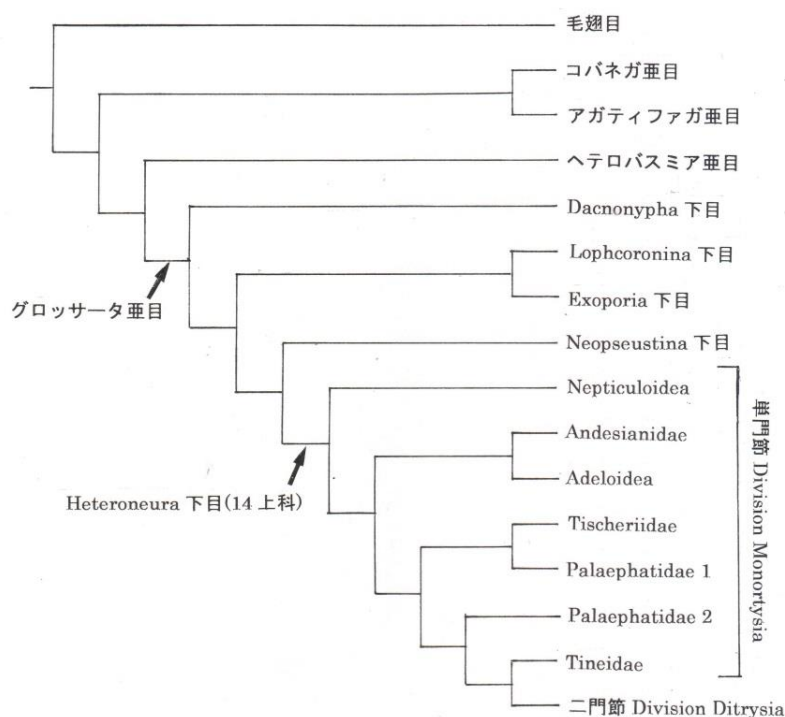 毛翅目
コバネガ亜目
アガティファガ亜目
ヘテロバスミア亜目
Dacnonypha 下目
Lophcoronina 下目
グロッサータ亜目
Exoporia 下目
Neopseustina 下目
Nepticuloidea
Andesianidae
Adeloidea
Heteroneura 下目(14 上科)
Tischeriidae
Palaephatidae 1
Palaephatidae 2
Tineidae
二門節 Division Ditrysia
単門節 Division Monortysia